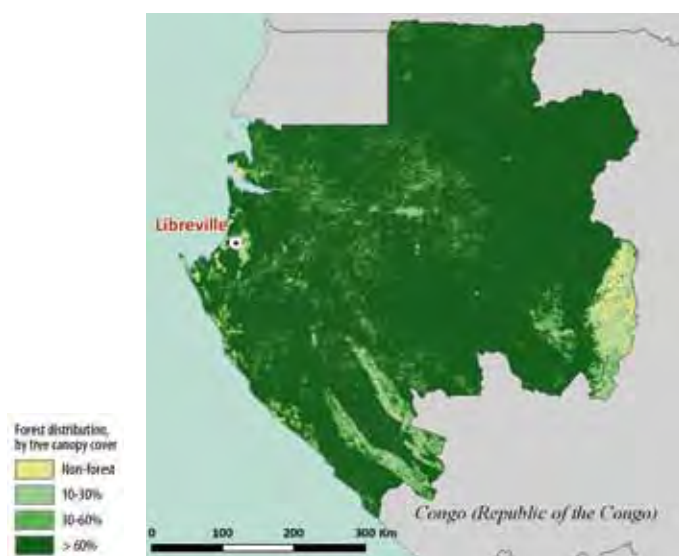 Libreville
Forest distribution,
by tree canopy cover
Non-forest
10-30%
30-60%
> 60%
Congo (Republic of the Congo)
0 100 200 300 Km